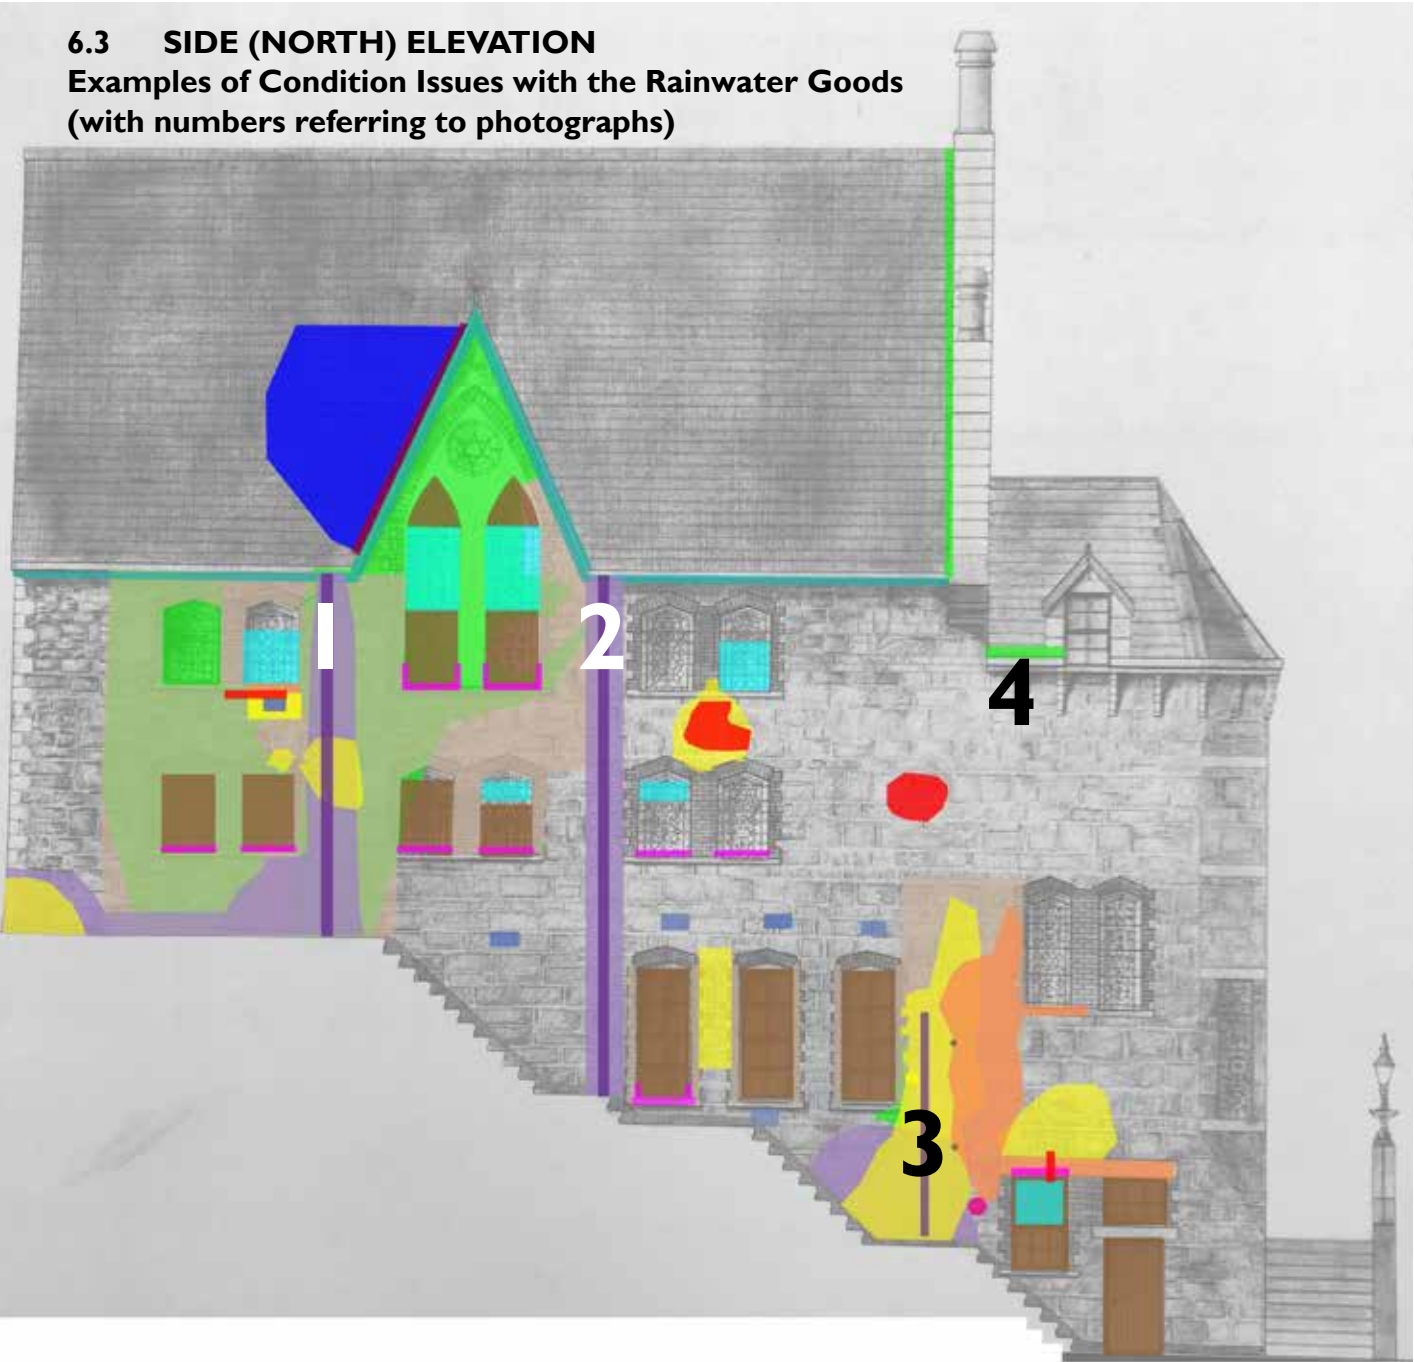 6.3 SIDE (NORTH) ELEVATION
Examples of Condition Issues with the Rainwater Goods
(with numbers referring to photographs)
1
2
4
3